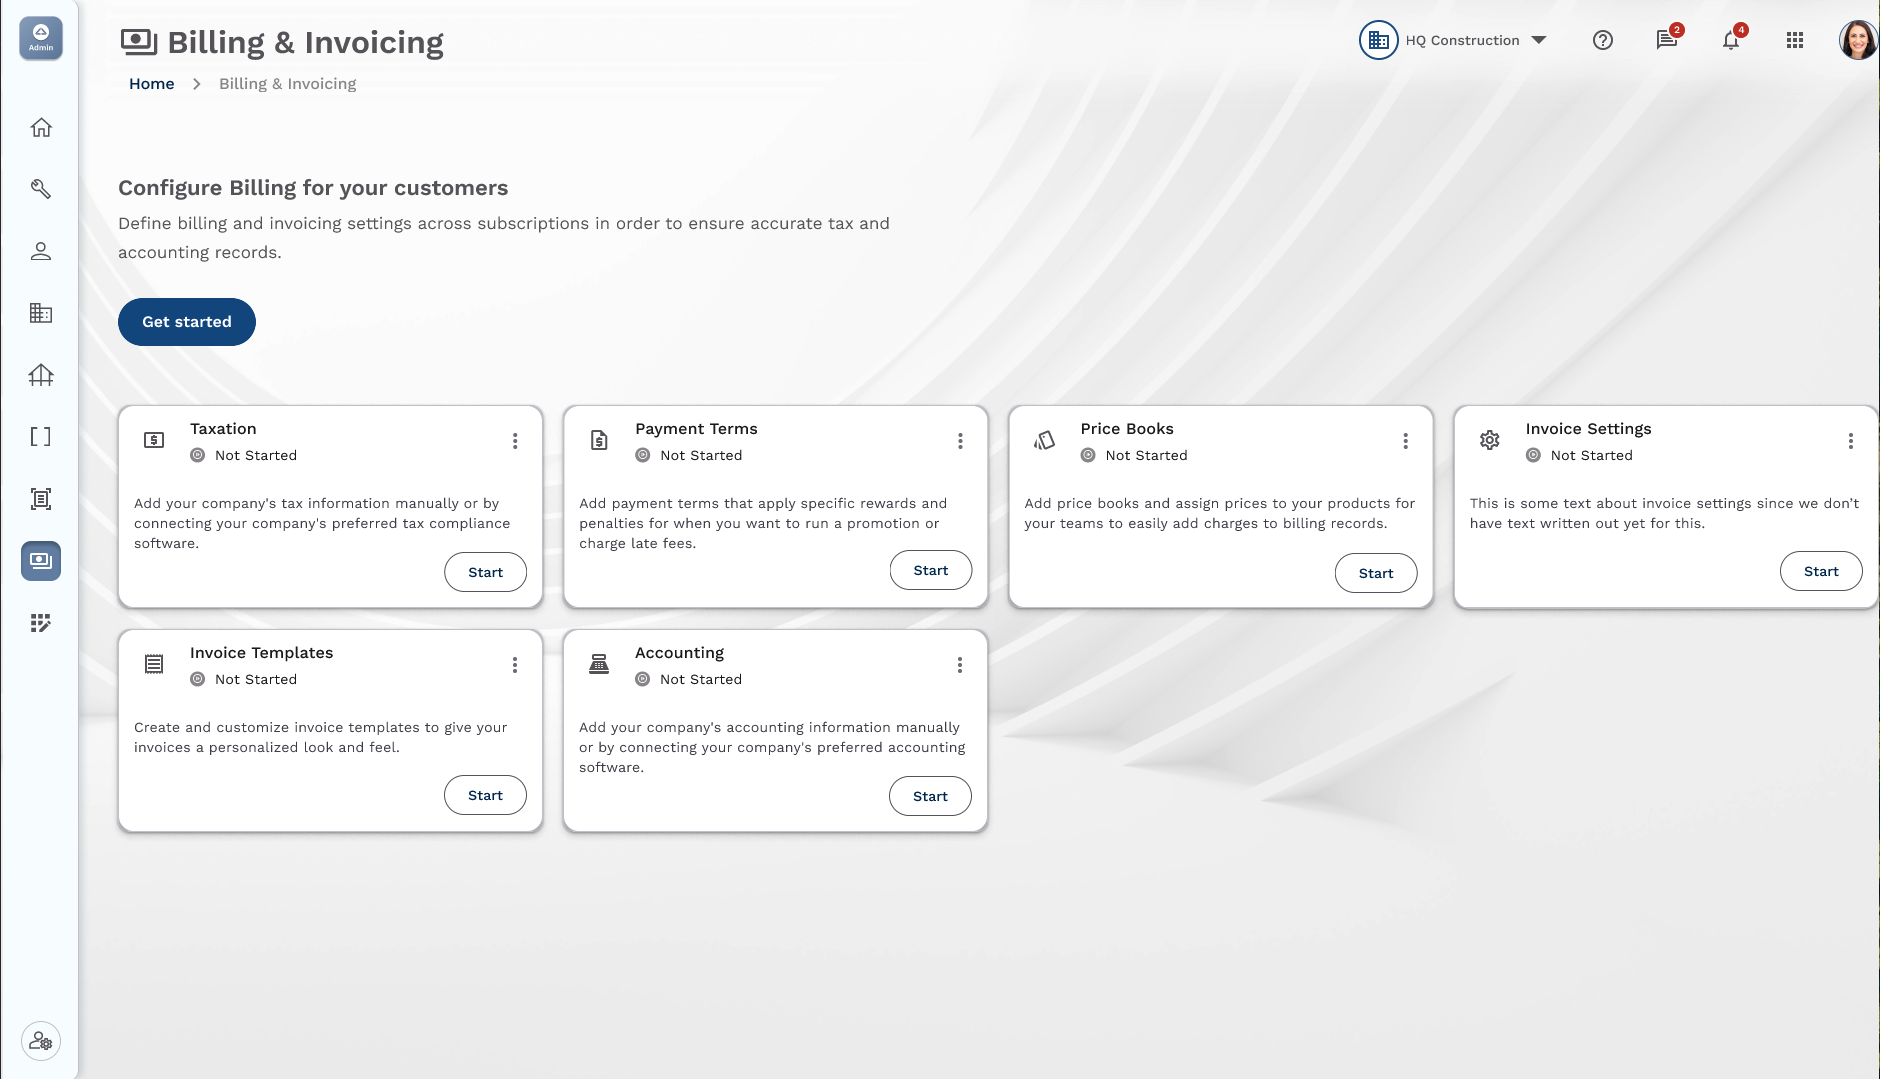 Admin
Billing & Invoicing
HQ Construction
2
4
Home
Billing & Invoicing
Configure Billing for your customers
Define billing and invoicing settings across subscriptions in order to ensure accurate tax and
accounting records.
Get started
Taxation
Not Started
Add your company's tax information manually or by
connecting your company's preferred tax compliance
software.
Start
Payment Terms
Not Started
Add payment terms that apply specific rewards and
penalties for when you want to run a promotion or
charge late fees.
Start
Price Books
Not Started
Add price books and assign prices to your products for
your teams to easily add charges to billing records.
Start
Invoice Settings
Not Started
This is some text about invoice settings since we don’t
have text written out yet for this.
Start
Invoice Templates
Not Started
Create and customize invoice templates to give your
invoices a personalized look and feel.
Start
Accounting
Not Started
Add your company's accounting information manually
or by connecting your company's preferred accounting
software.
Start